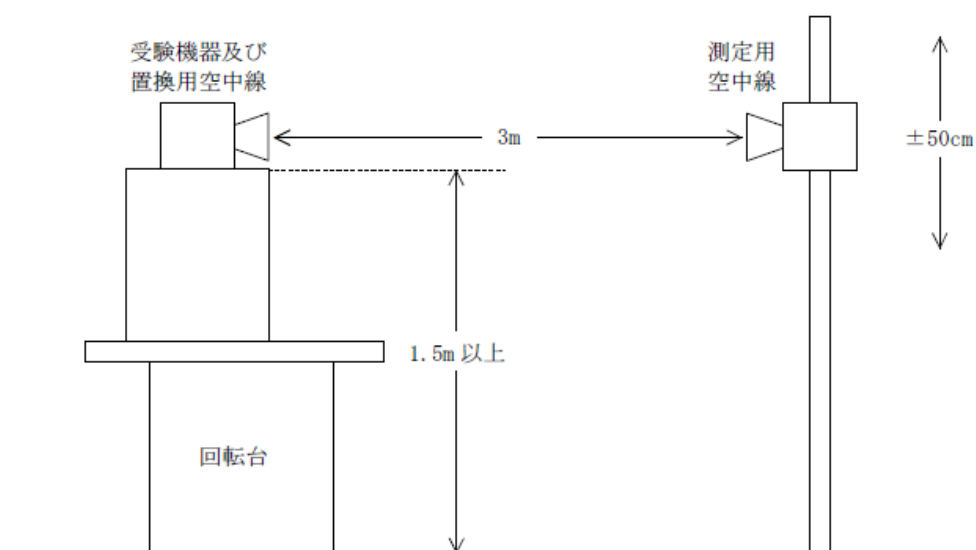 受験機器及び
置換用空中線
測定用
空中線
3m
±50cm
1.5m 以上
回転台